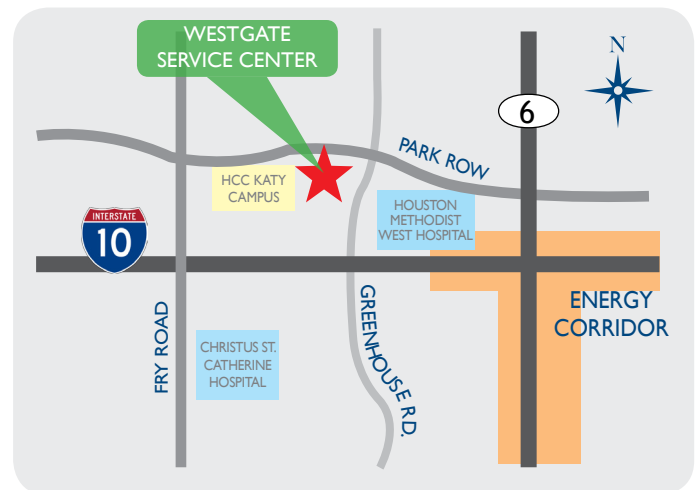 WESTGATE
SERVICE CENTER
N
6
PARK ROW
HCC KATY
CAMPUS
HOUSTON
METHODIST
WEST HOSPITAL
INTERSTATE
10
ENERGY
CORRIDOR
FRY ROAD
GREENHOUSE RD.
CHRISTUS ST.
CATHERINE
HOSPITAL